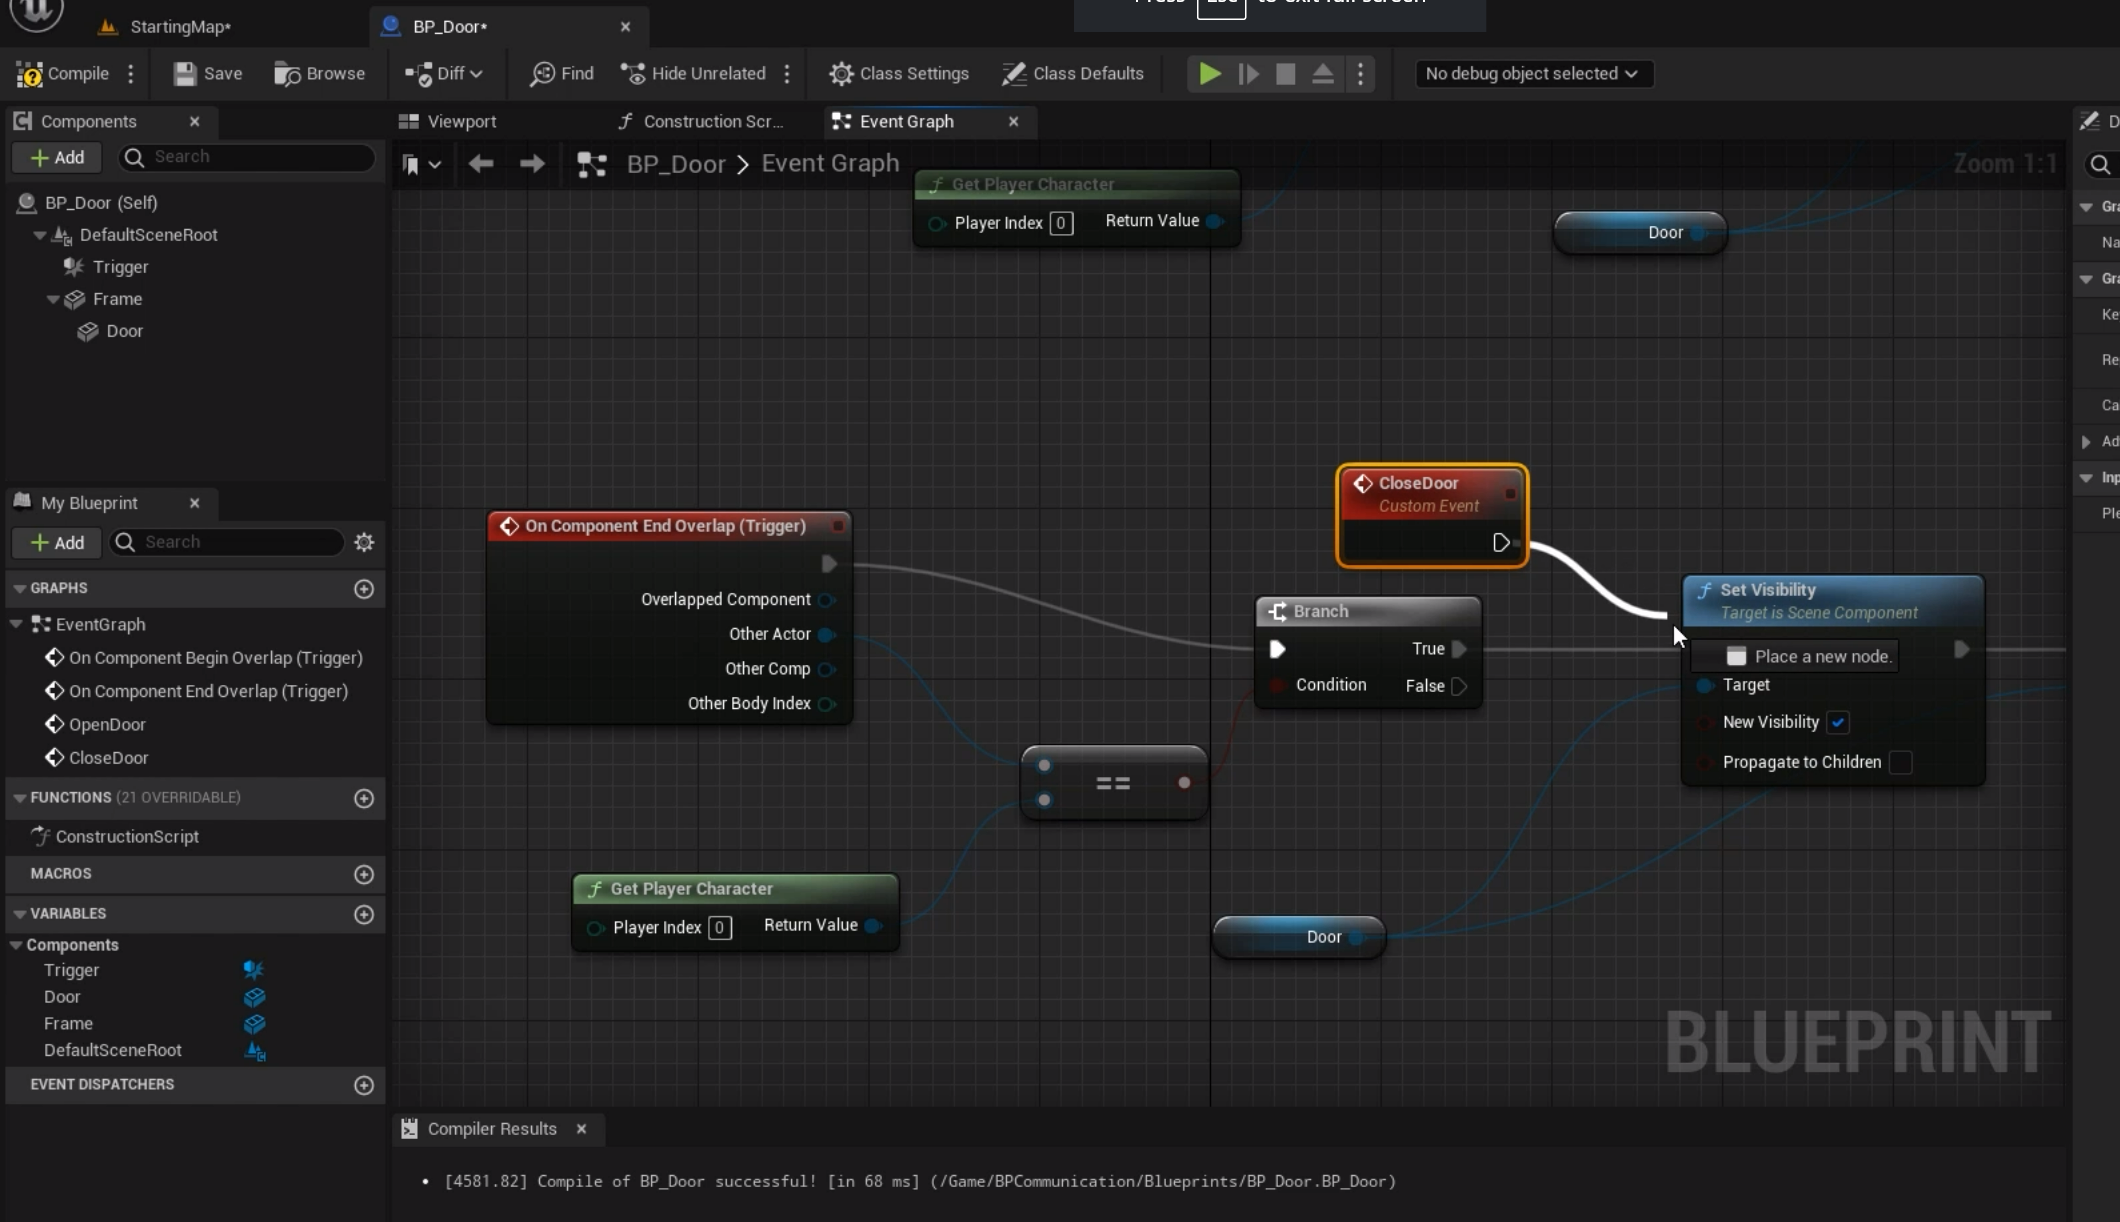 Press Esc to exit full screen
StartingMap*
BP_Door*
Compile
Save
Browse
Diff
Find
Hide Unrelated
Class Settings
Class Defaults
No debug object selected
Components
Add
Search
BP_Door (Self)
DefaultSceneRoot
Trigger
Frame
Door
Viewport
Construction Scr...
Event Graph
BP_Door > Event Graph
Zoom 1:1
Get Player Character
Player Index 0
Return Value
Door
CloseDoor
Custom Event
On Component End Overlap (Trigger)
Overlapped Component
Other Actor
Other Comp
Other Body Index
Branch
True
Condition
False
Set Visibility
Target is Scene Component
Place a new node.
Target
New Visibility
Propagate to Children
==
Get Player Character
Player Index 0
Return Value
Door
BLUEPRINT
My Blueprint
Add
Search
GRAPHS
EventGraph
On Component Begin Overlap (Trigger)
On Component End Overlap (Trigger)
OpenDoor
CloseDoor
FUNCTIONS (21 OVERRIDABLE)
ConstructionScript
MACROS
VARIABLES
Components
Trigger
Door
Frame
DefaultSceneRoot
EVENT DISPATCHERS
D
Gra
Na
Gra
Ke
Re
Ca
Ad
Inp
Ple
Compiler Results
• [4581.82] Compile of BP_Door successful! [in 68 ms] (/Game/BPCommunication/Blueprints/BP_Door.BP_Door)